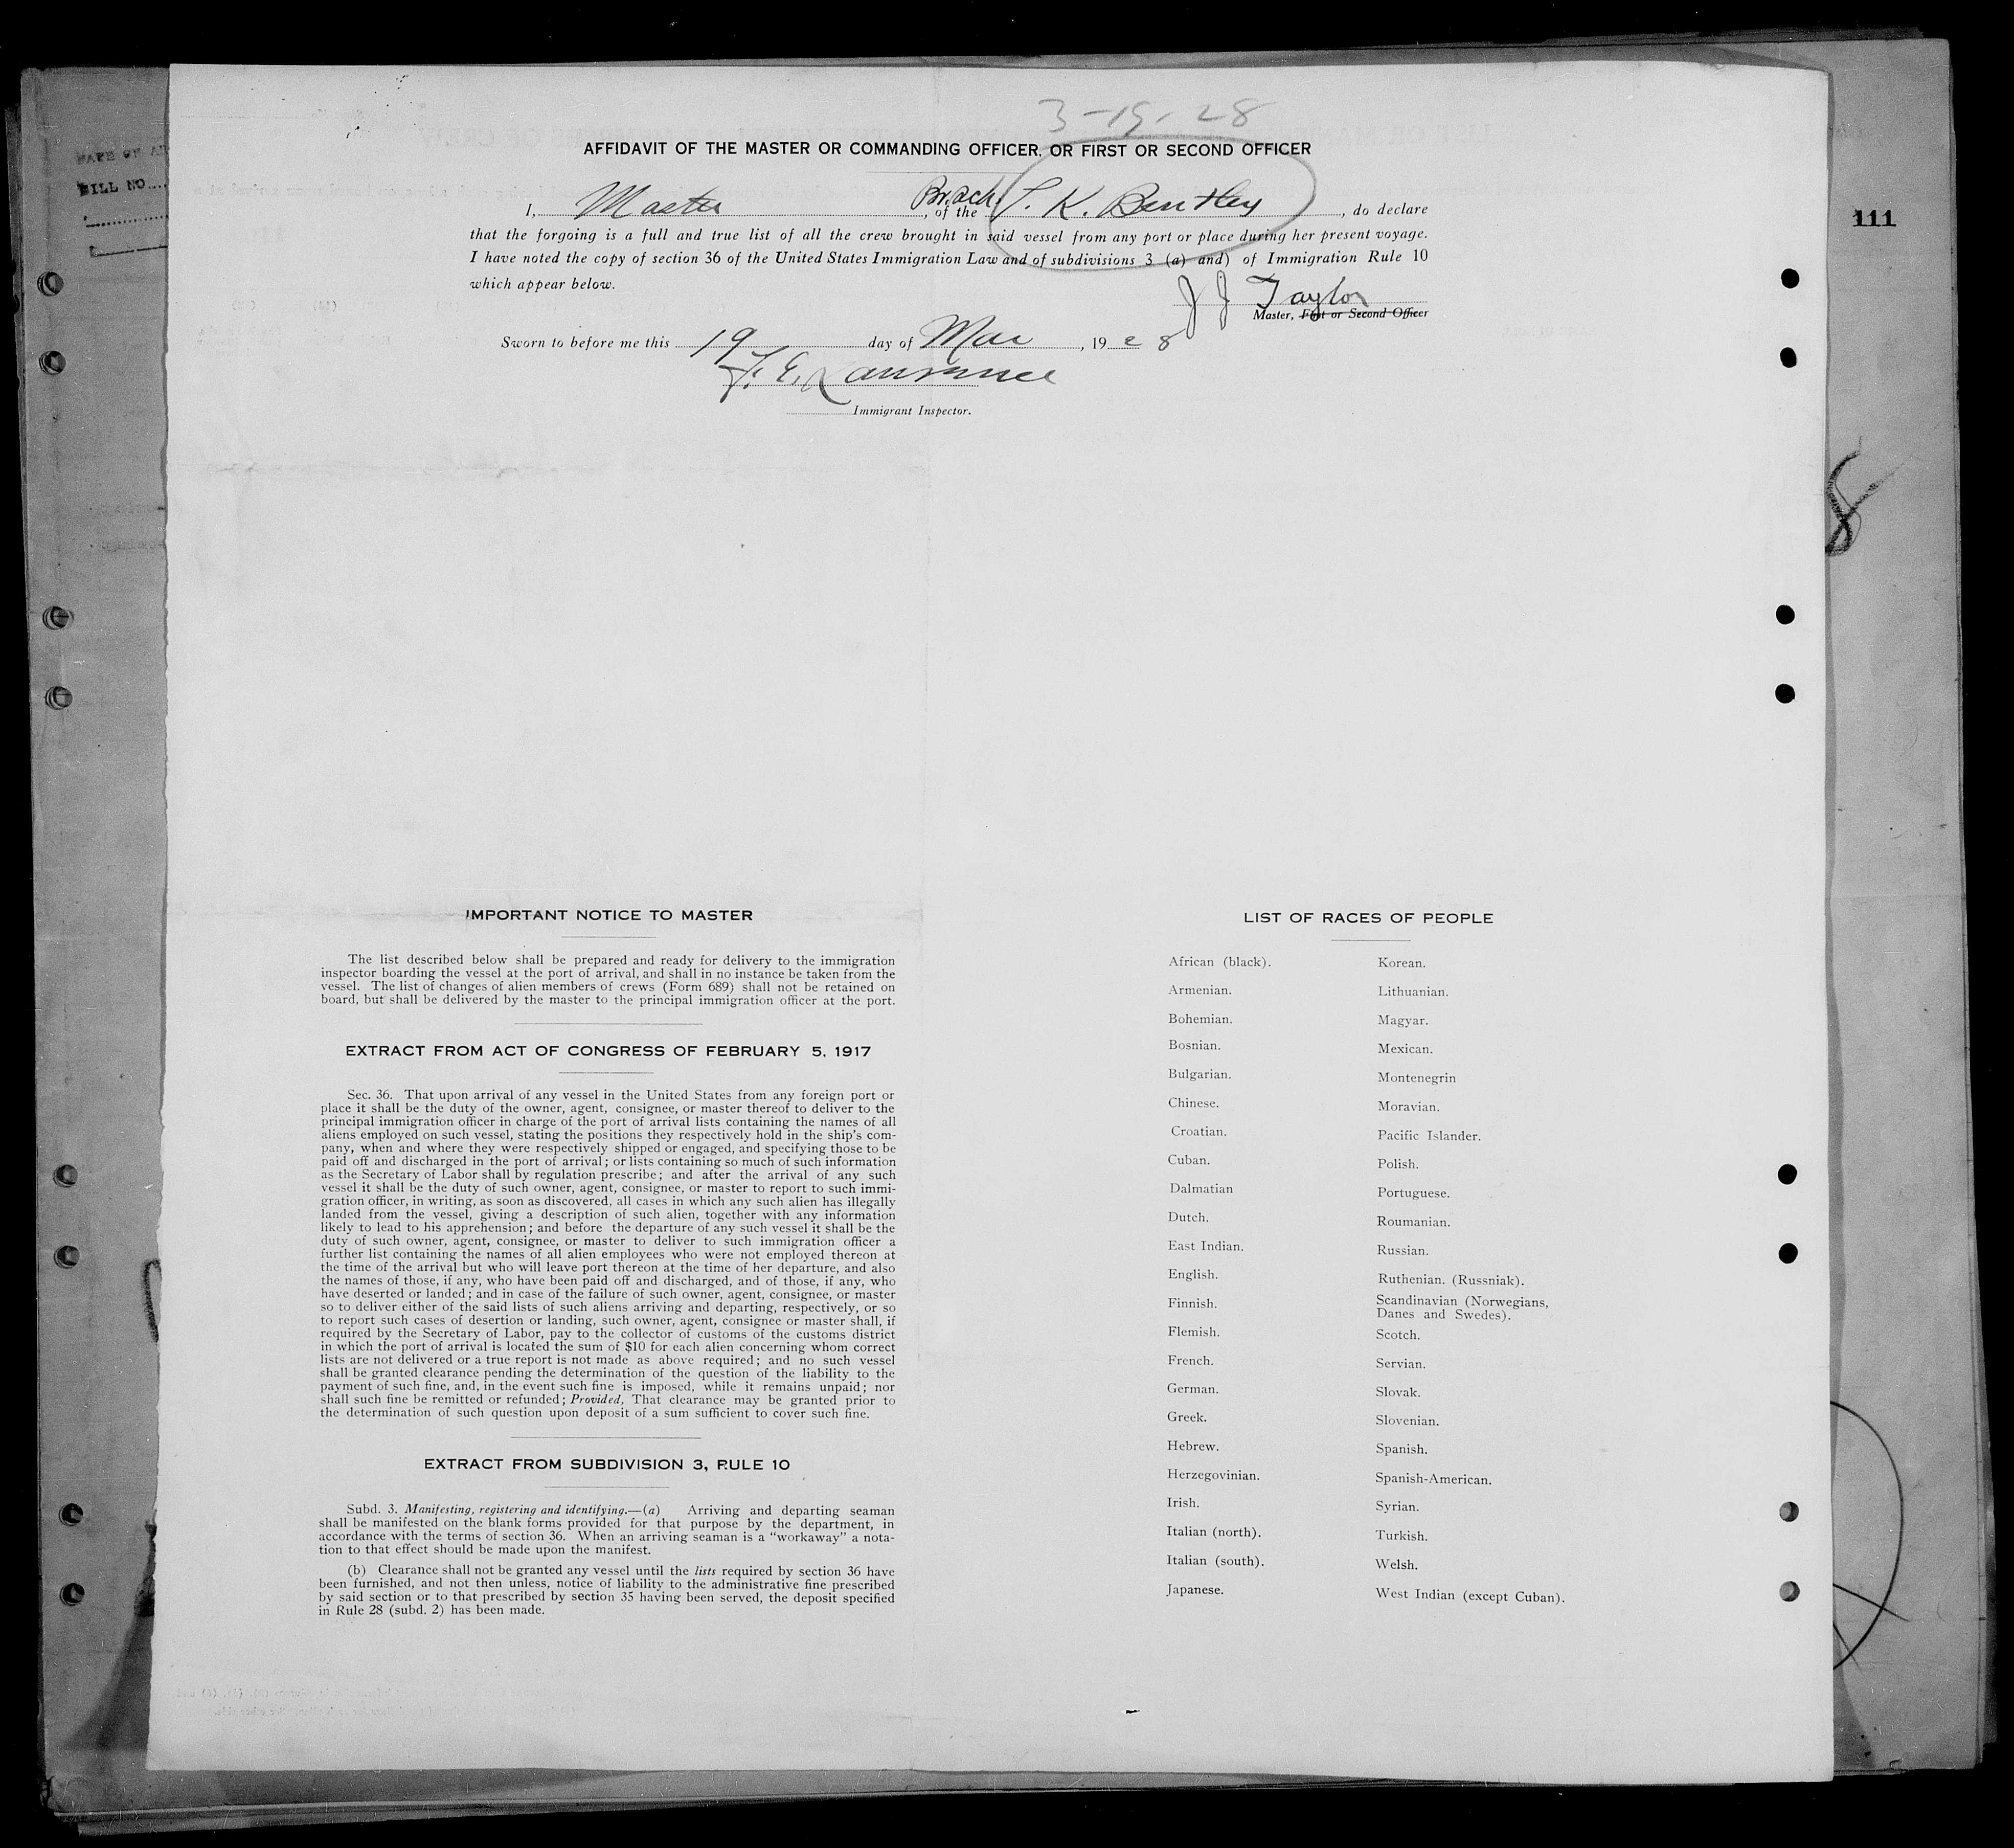 3-19-28
AFFIDAVIT OF THE MASTER OR COMMANDING OFFICER, OR FIRST OR SECOND OFFICER
I, Master, of the Br. sch. K. Bentley, do declare
that the forgoing is a full and true list of all the crew brought in said vessel from any port or place during her present voyage.
I have noted the copy of section 36 of the United States Immigration Law and of subdivisions 3 (a) and) of Immigration Rule 10
which appear below.
J J Taylor
Master, First or Second Officer
Sworn to before me this 19 day of Mar, 19 28
Immigrant Inspector.
111
BILL NO
8
IMPORTANT NOTICE TO MASTER
The list described below shall be prepared and ready for delivery to the immigration
inspector boarding the vessel at the port of arrival, and shall in no instance be taken from the
vessel. The list of changes of alien members of crews (Form 689) shall not be retained on
board, but shall be delivered by the master to the principal immigration officer at the port.
EXTRACT FROM ACT OF CONGRESS OF FEBRUARY 5, 1917
Sec. 36. That upon arrival of any vessel in the United States from any foreign port or
place it shall be the duty of the owner, agent, consignee, or master thereof to deliver to the
principal immigration officer in charge of the port of arrival lists containing the names of all
aliens employed on such vessel, stating the positions they respectively hold in the ship's com-
pany, when and where they were respectively shipped or engaged, and specifying those to be
paid off and discharged in the port of arrival; or lists containing so much of such information
as the Secretary of Labor shall by regulation prescribe; and after the arrival of any such
vessel it shall be the duty of such owner, agent, consignee, or master to report to such immi-
gration officer, in writing, as soon as discovered, all cases in which any such alien has illegally
landed from the vessel, giving a description of such alien, together with any information
likely to lead to his apprehension; and before the departure of any such vessel it shall be the
duty of such owner, agent, consignee, or master to deliver to such immigration officer a
further list containing the names of all alien employees who were not employed thereon at
the time of the arrival but who will leave port thereon at the time of her departure, and also
the names of those, if any, who have been paid off and discharged, and of those, if any, who
have deserted or landed; and in case of the failure of such owner, agent, consignee, or master
so to deliver either of the said lists of such aliens arriving and departing, respectively, or so
to report such cases of desertion or landing, such owner, agent, consignee or master shall, if
required by the Secretary of Labor, pay to the collector of customs of the customs district
in which the port of arrival is located the sum of $10 for each alien concerning whom correct
lists are not delivered or a true report is not made as above required; and no such vessel
shall be granted clearance pending the determination of the question of the liability to the
payment of such fine, and, in the event such fine is imposed, while it remains unpaid; nor
shall such fine be remitted or refunded; Provided, That clearance may be granted prior to
the determination of such question upon deposit of a sum sufficient to cover such fine.
EXTRACT FROM SUBDIVISION 3, RULE 10
Subd. 3. Manifesting, registering and identifying.—(a) Arriving and departing seaman
shall be manifested on the blank forms provided for that purpose by the department, in
accordance with the terms of section 36. When an arriving seaman is a "workaway" a nota-
tion to that effect should be made upon the manifest.
(b) Clearance shall not be granted any vessel until the lists required by section 36 have
been furnished, and not then unless, notice of liability to the administrative fine prescribed
by said section or to that prescribed by section 35 having been served, the deposit specified
in Rule 28 (subd. 2) has been made.
LIST OF RACES OF PEOPLE
African (black).
Armenian.
Bohemian.
Bosnian.
Bulgarian.
Chinese.
Croatian.
Cuban.
Dalmatian
Dutch.
East Indian.
English.
Finnish.
Flemish.
French.
German.
Greek.
Hebrew.
Herzegovinian.
Irish.
Italian (north).
Italian (south).
Japanese.
Korean.
Lithuanian.
Magyar.
Mexican.
Montenegrin
Moravian.
Pacific Islander.
Polish.
Portuguese.
Roumanian.
Russian.
Ruthenian. (Russniak).
Scandinavian (Norwegians,
Danes and Swedes).
Scotch.
Servian.
Slovak.
Slovenian.
Spanish.
Spanish-American.
Syrian.
Turkish.
Welsh.
West Indian (except Cuban).